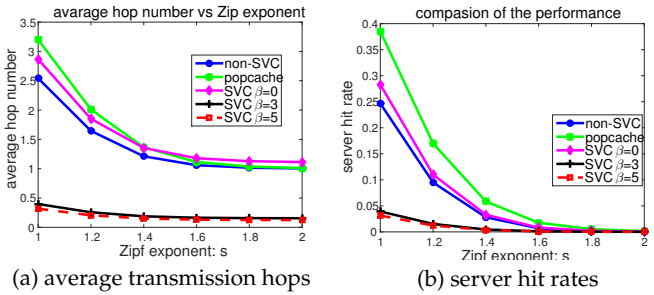 avarage hop number vs Zip exponent
average hop number
3.5
3
2.5
2
1.5
1
0.5
0
non-SVC
popcache
SVC β=0
SVC β=3
SVC β=5
1 1.2 1.4 1.6 1.8 2
Zipf exponent: s
(a) average transmission hops
compasion of the performance
server hit rate
0.4
0.35
0.3
0.25
0.2
0.15
0.1
0.05
0
non-SVC
popcache
SVC β=0
SVC β=3
SVC β=5
1 1.2 1.4 1.6 1.8 2
Zipf exponent: s
(b) server hit rates